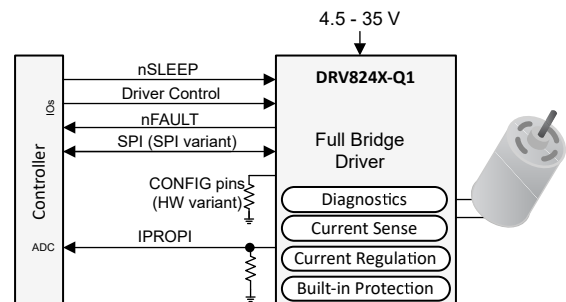 4.5 - 35 V
DRV824X-Q1
nSLEEP
Driver Control
IOs
nFAULT
SPI (SPI variant)
Full Bridge
Driver
Controller
CONFIG pins
(HW variant)
Diagnostics
Current Sense
ADC
IPROPI
Current Regulation
Built-in Protection